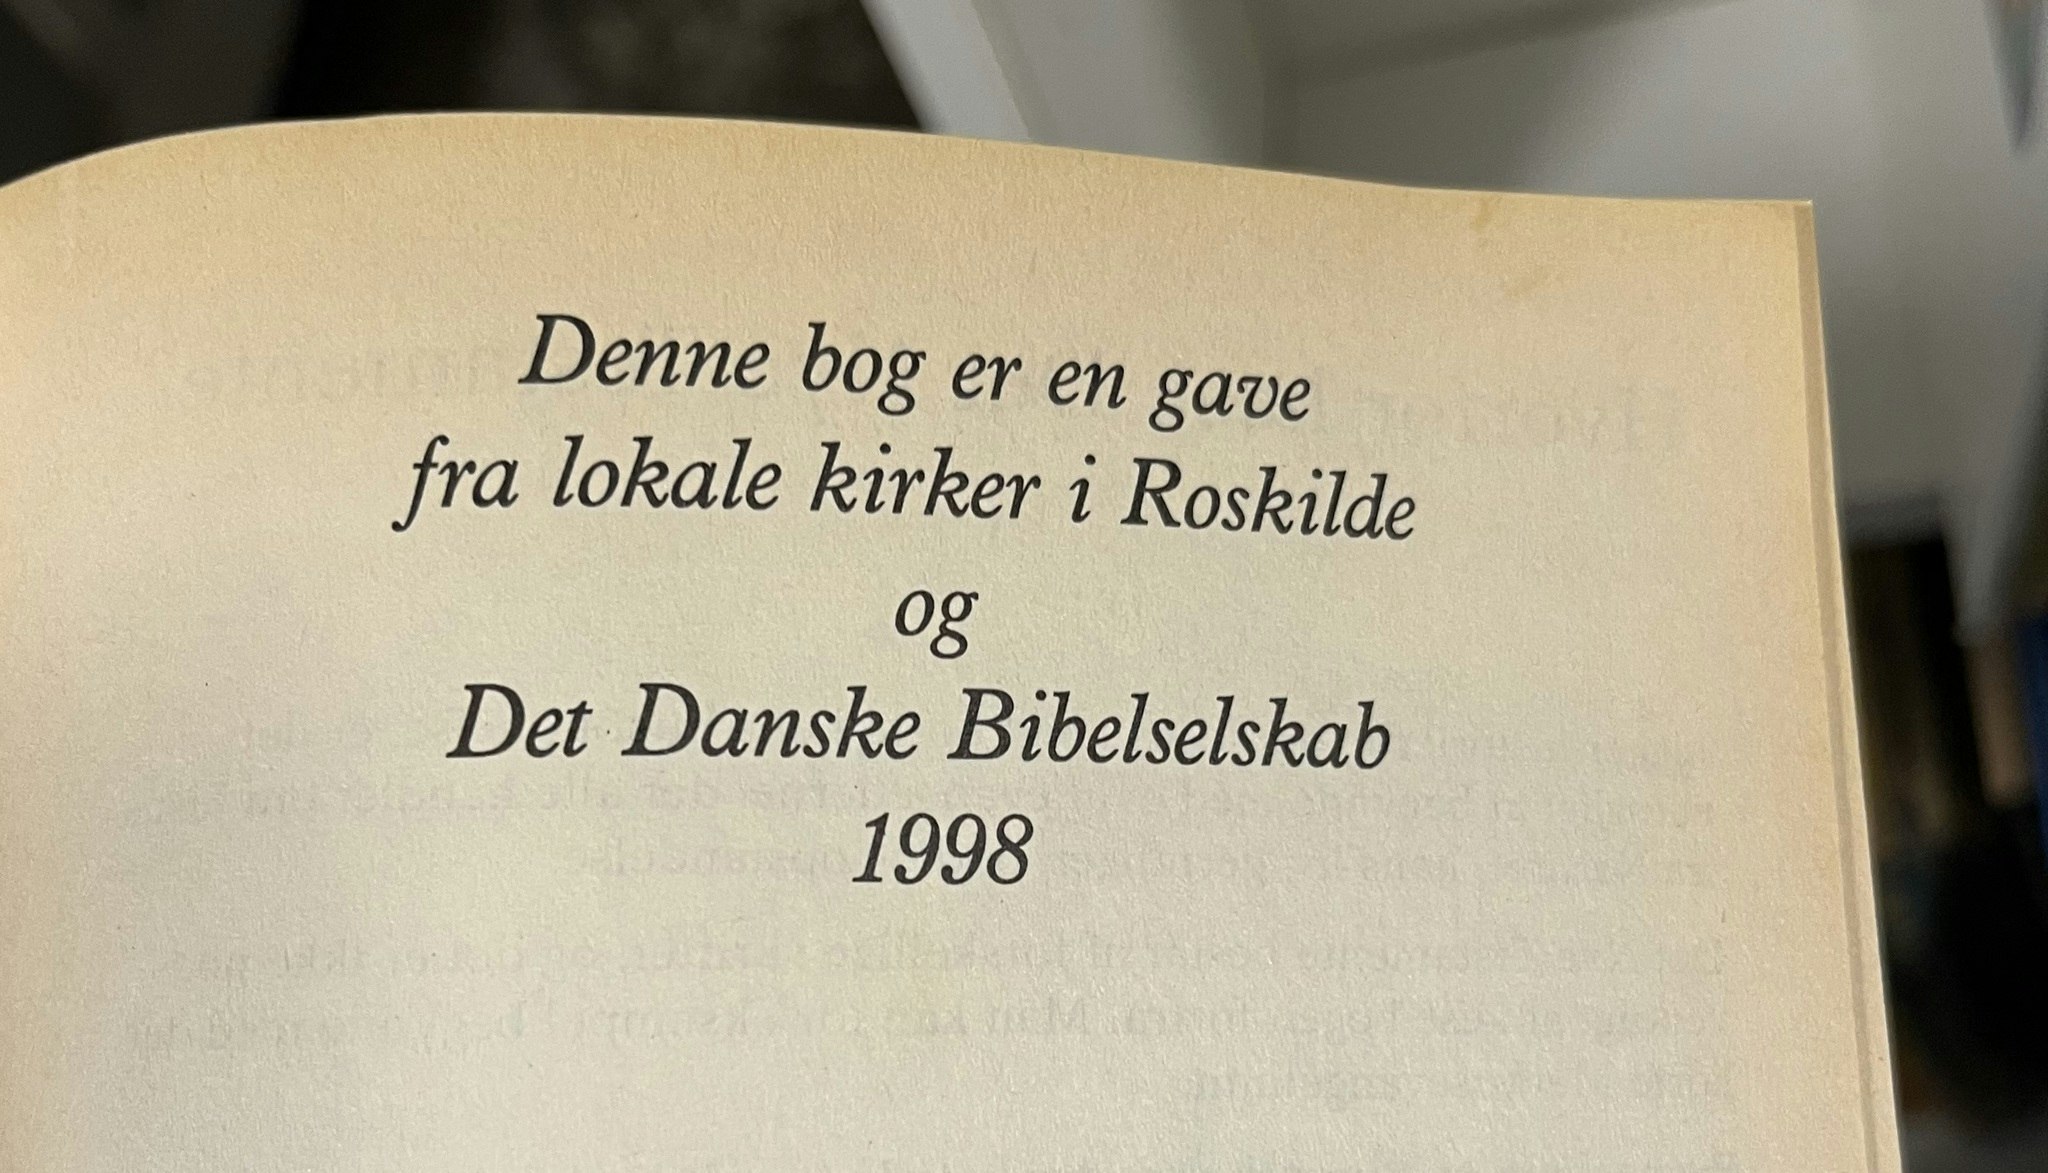 Denne bog er en gave
fra lokale kirker i Roskilde
og
Det Danske Bibelselskab
1998